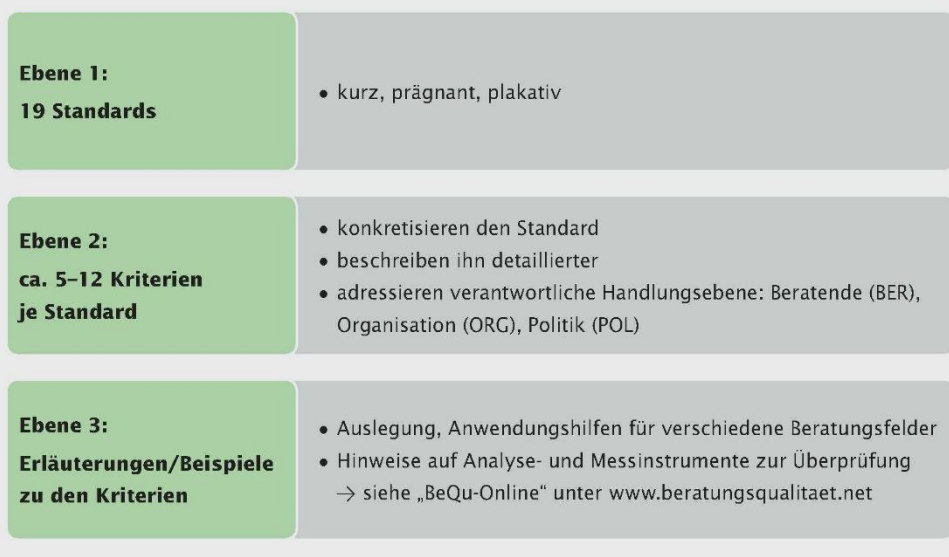 Ebene 1:
19 Standards
• kurz, prägnant, plakativ
Ebene 2:
ca. 5–12 Kriterien
je Standard
• konkretisieren den Standard
• beschreiben ihn detaillierter
• adressieren verantwortliche Handlungsebene: Beratende (BER),
Organisation (ORG), Politik (POL)
Ebene 3:
Erläuterungen/Beispiele
zu den Kriterien
• Auslegung, Anwendungshilfen für verschiedene Beratungsfelder
• Hinweise auf Analyse- und Messinstrumente zur Überprüfung
→ siehe „BeQu-Online“ unter www.beratungsqualitaet.net